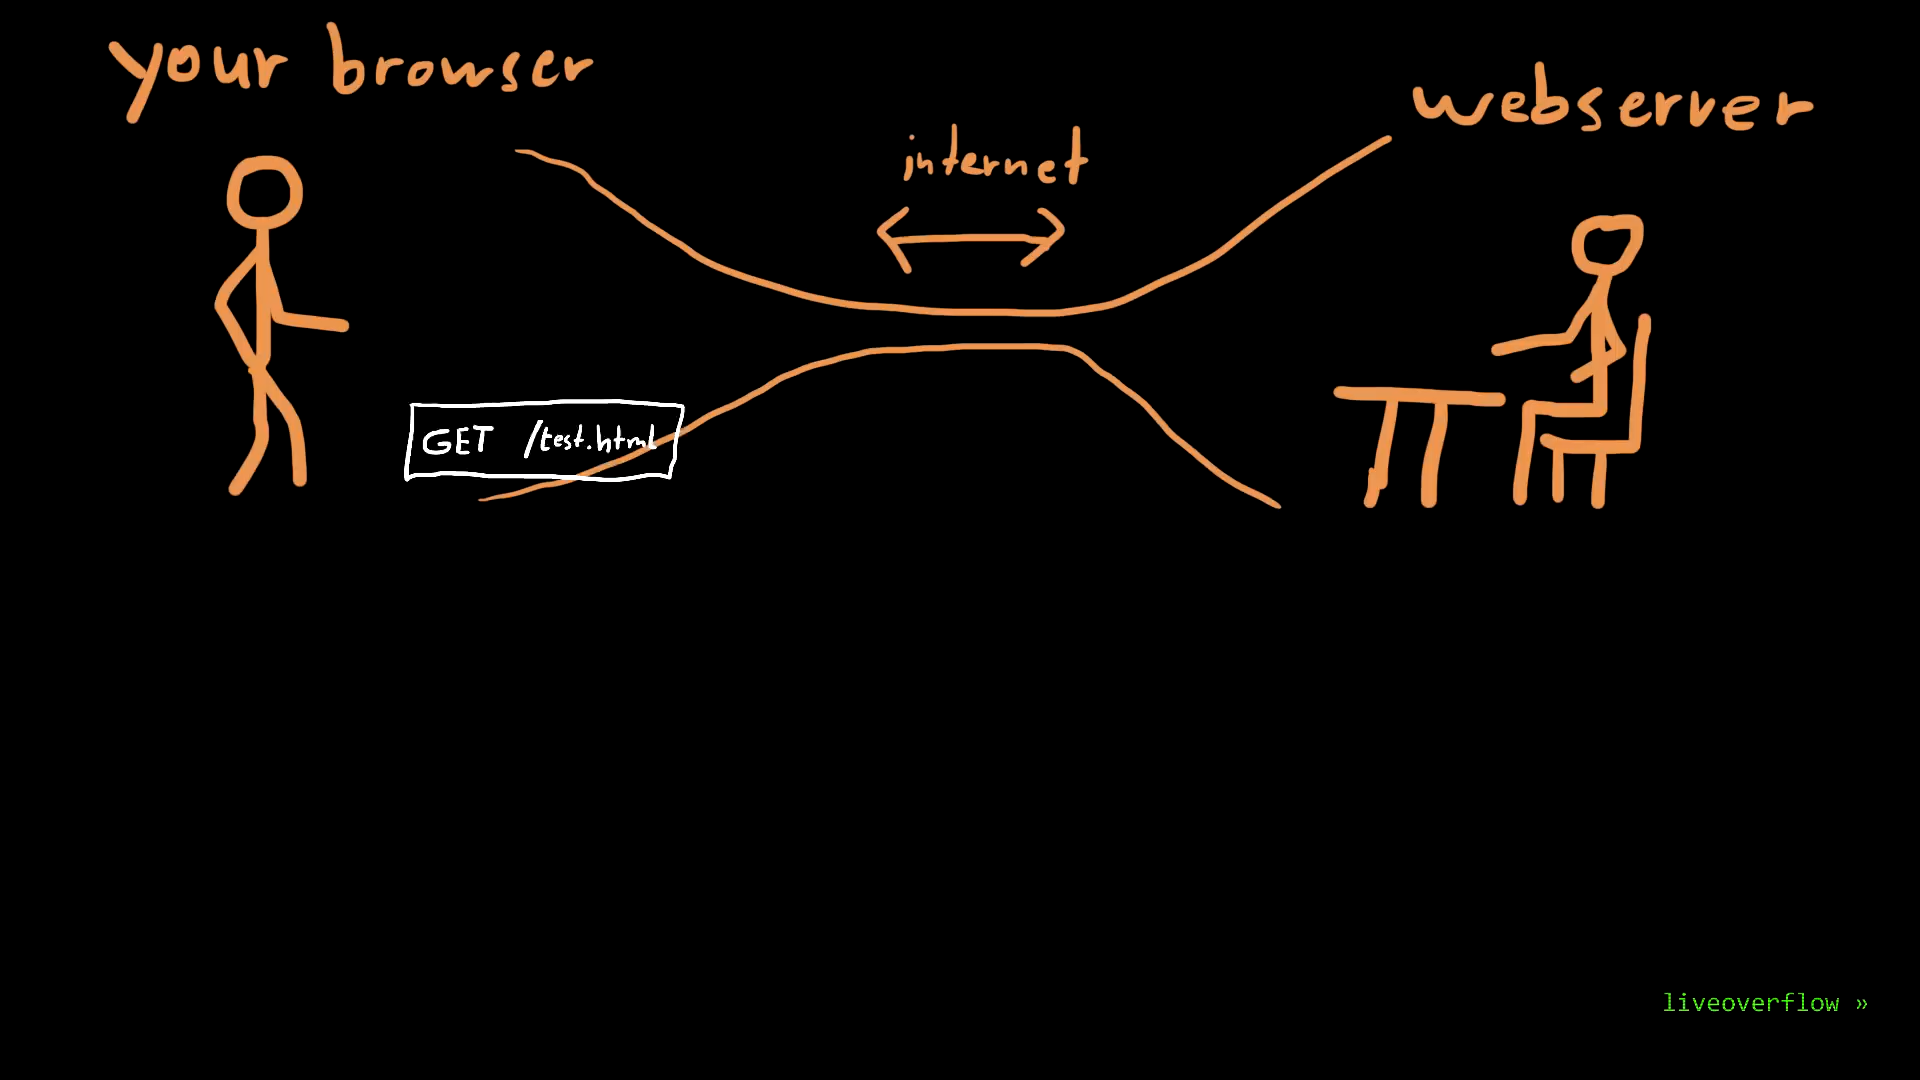 your browser
webserver
internet
GET /test.html
liveoverflow »